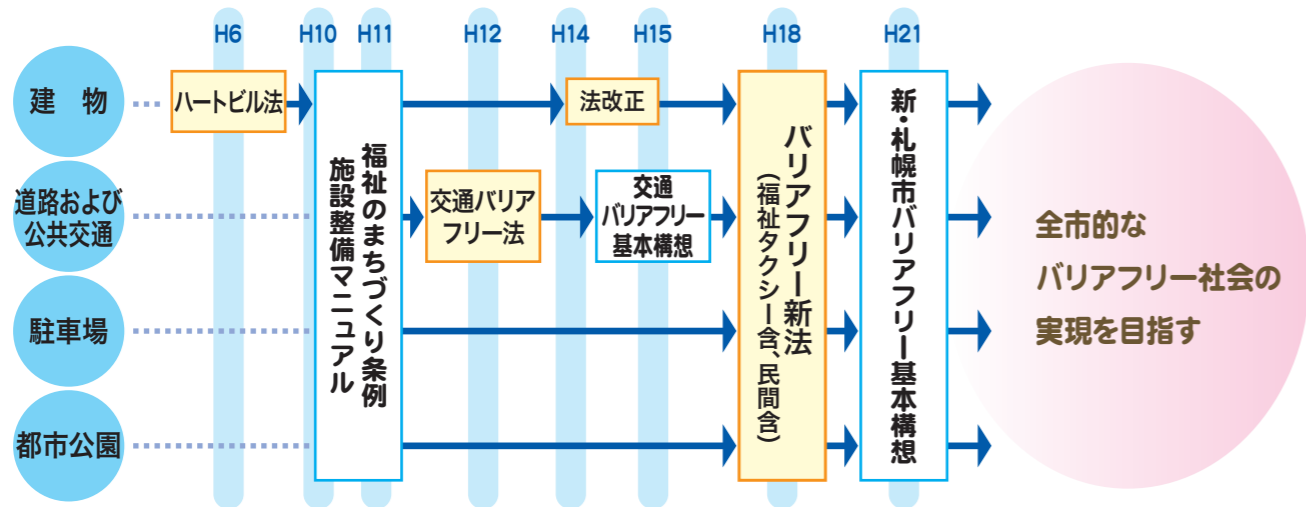 H6
H10
H11
H12
H14
H15
H18
H21
建 物
ハートビル法
法改正
道路および
公共交通
交通バリア
フリー法
交通
バリアフリー
基本構想
駐車場
都市公園
福祉のまちづくり条例
施設整備マニュアル
バリアフリー新法
(福祉タクシー含、民間含)
新・札幌市バリアフリー基本構想
全市的な
バリアフリー社会の
実現を目指す